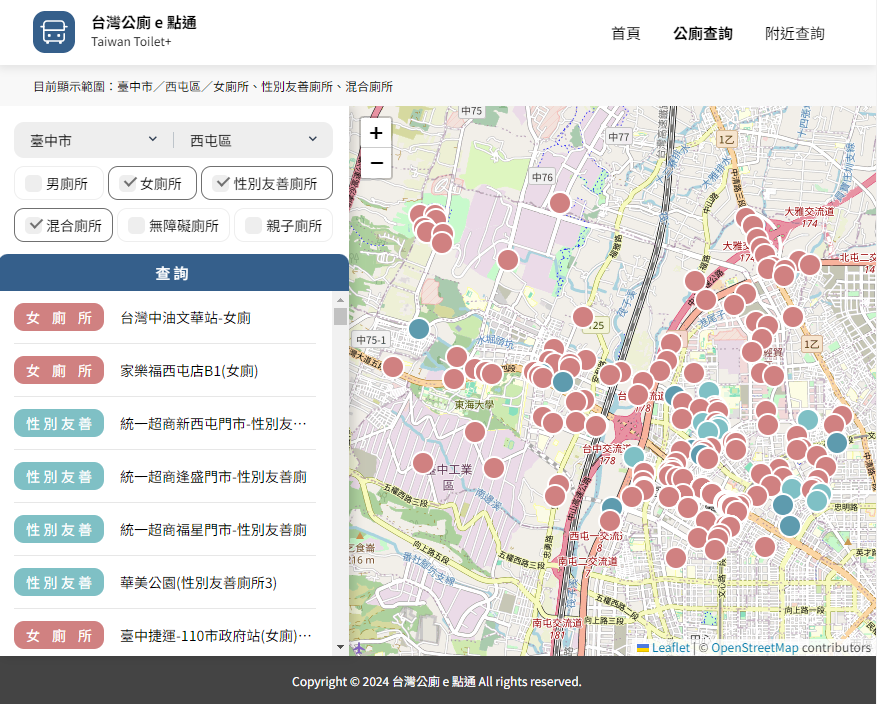 台灣公廁 e 點通
Taiwan Toilet+
首頁
公廁查詢
附近查詢
目前顯示範圍：臺中市／西屯區／女廁所、性別友善廁所、混合廁所
臺中市
西屯區
男廁所
女廁所
性別友善廁所
混合廁所
無障礙廁所
親子廁所
查詢
女廁所
台灣中油文華站-女廁
女廁所
家樂福西屯店B1(女廁)
性別友善
統一超商新西屯門市-性別友…
性別友善
統一超商逢盛門市-性別友善廁
性別友善
統一超商福星門市-性別友善廁
性別友善
華美公園(性別友善廁所3)
女廁所
臺中捷運-110市政府站(女廁)…
+
−
中75
中77
中76
1乙
大雅交流道
174
中75-1
1乙
東海大學
台中交流道
178
五權西路三段
向上路五段
五權西路三段
南屯二交流道
五權西路二段
向上路三段
南屯交流道
181
向上路一段
忠明路
Leaflet | © OpenStreetMap contributors
Copyright © 2024 台灣公廁 e 點通 All rights reserved.